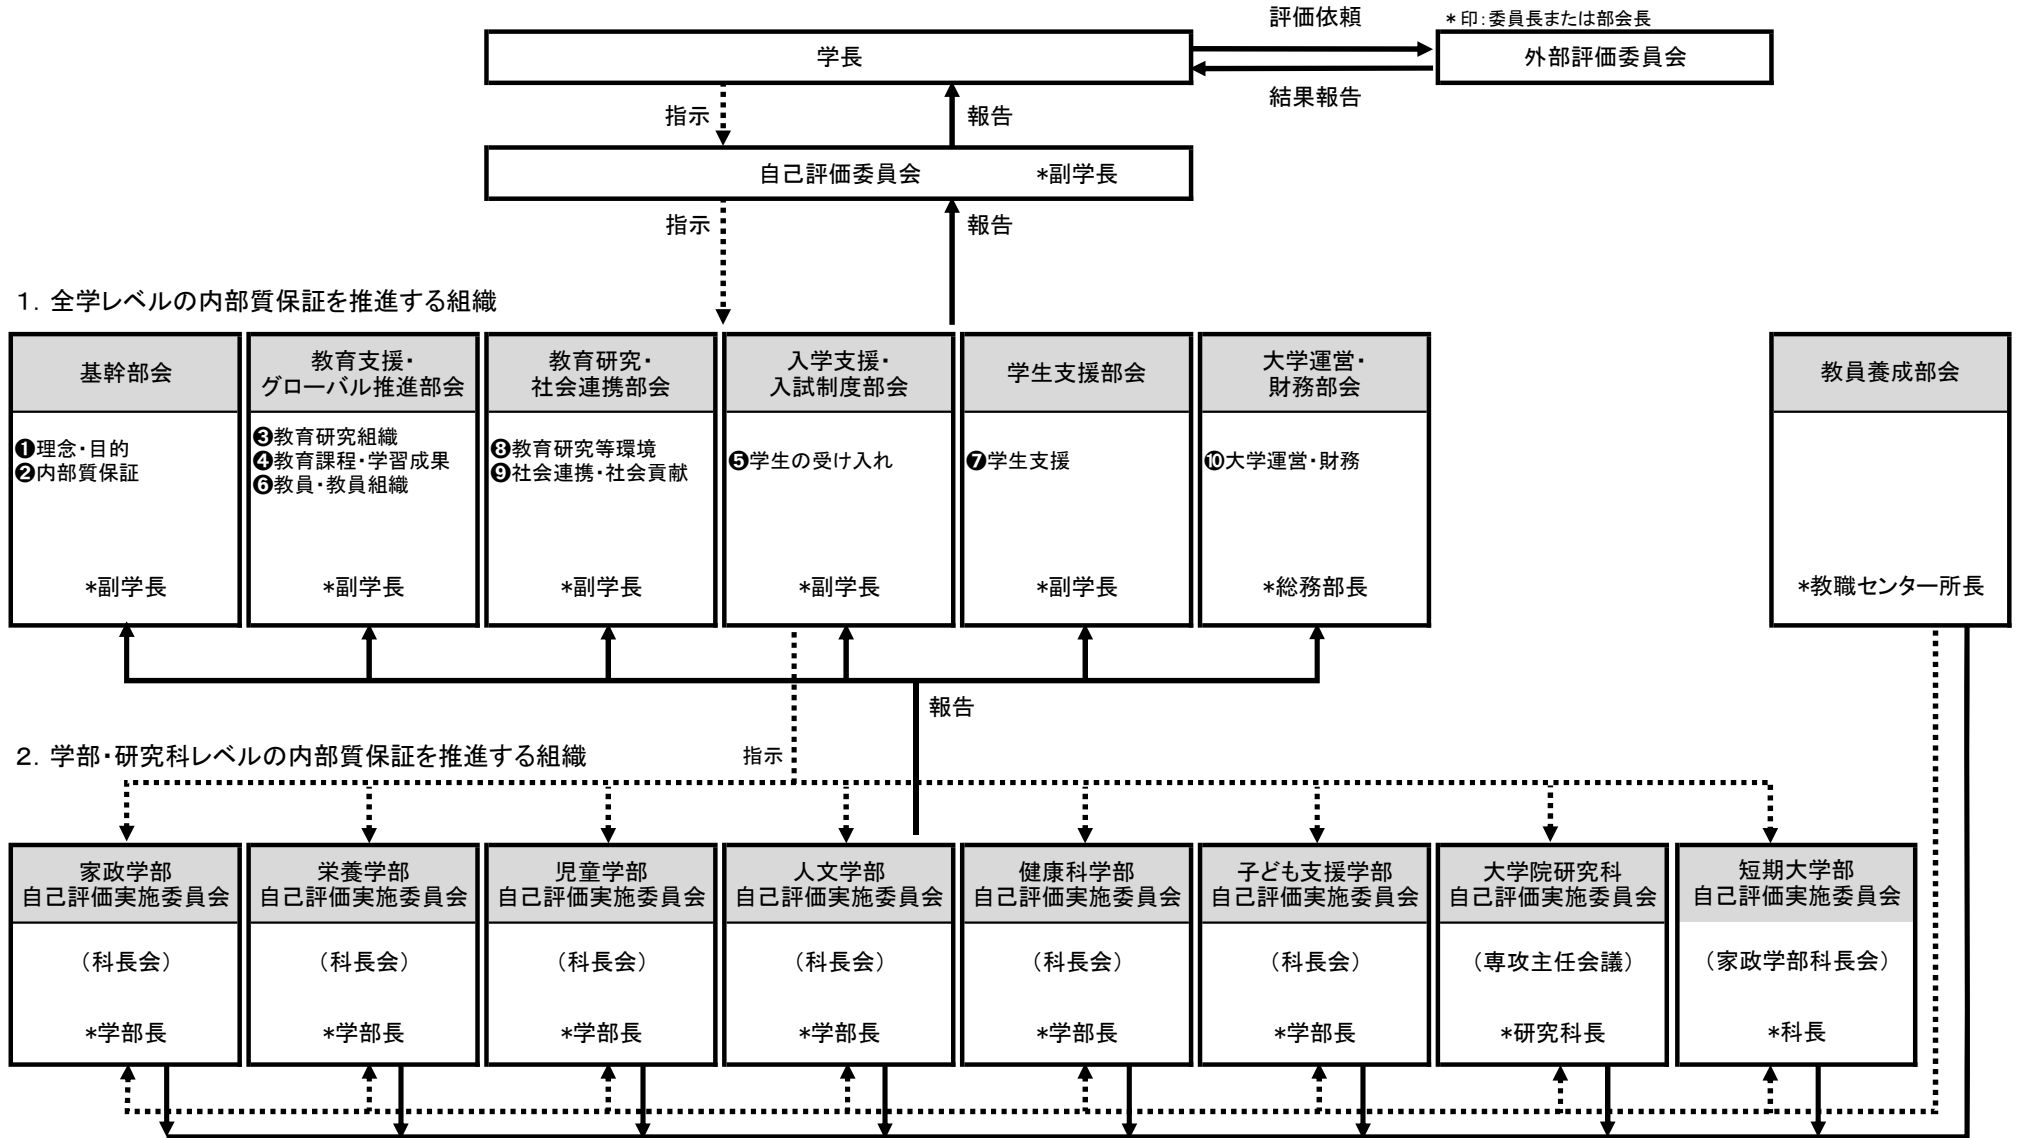 評価依頼
*印：委員長または部会長
学長
外部評価委員会
結果報告
指示
報告
自己評価委員会 *副学長
指示
報告
1．全学レベルの内部質保証を推進する組織
基幹部会
❶理念・目的
❷内部質保証
*副学長
教育支援・
グローバル推進部会
❸教育研究組織
❹教育課程・学習成果
❻教員・教員組織
*副学長
教育研究・
社会連携部会
❽教育研究等環境
❾社会連携・社会貢献
*副学長
入学支援・
入試制度部会
❺学生の受け入れ
*副学長
学生支援部会
❼学生支援
*副学長
大学運営・
財務部会
❿大学運営・財務
*総務部長
教員養成部会
*教職センター所長
報告
2．学部・研究科レベルの内部質保証を推進する組織
指示
家政学部
自己評価実施委員会
（科長会）
*学部長
栄養学部
自己評価実施委員会
（科長会）
*学部長
児童学部
自己評価実施委員会
（科長会）
*学部長
人文学部
自己評価実施委員会
（科長会）
*学部長
健康科学部
自己評価実施委員会
（科長会）
*学部長
子ども支援学部
自己評価実施委員会
（科長会）
*学部長
大学院研究科
自己評価実施委員会
（専攻主任会議）
*研究科長
短期大学部
自己評価実施委員会
（家政学部科長会）
*科長